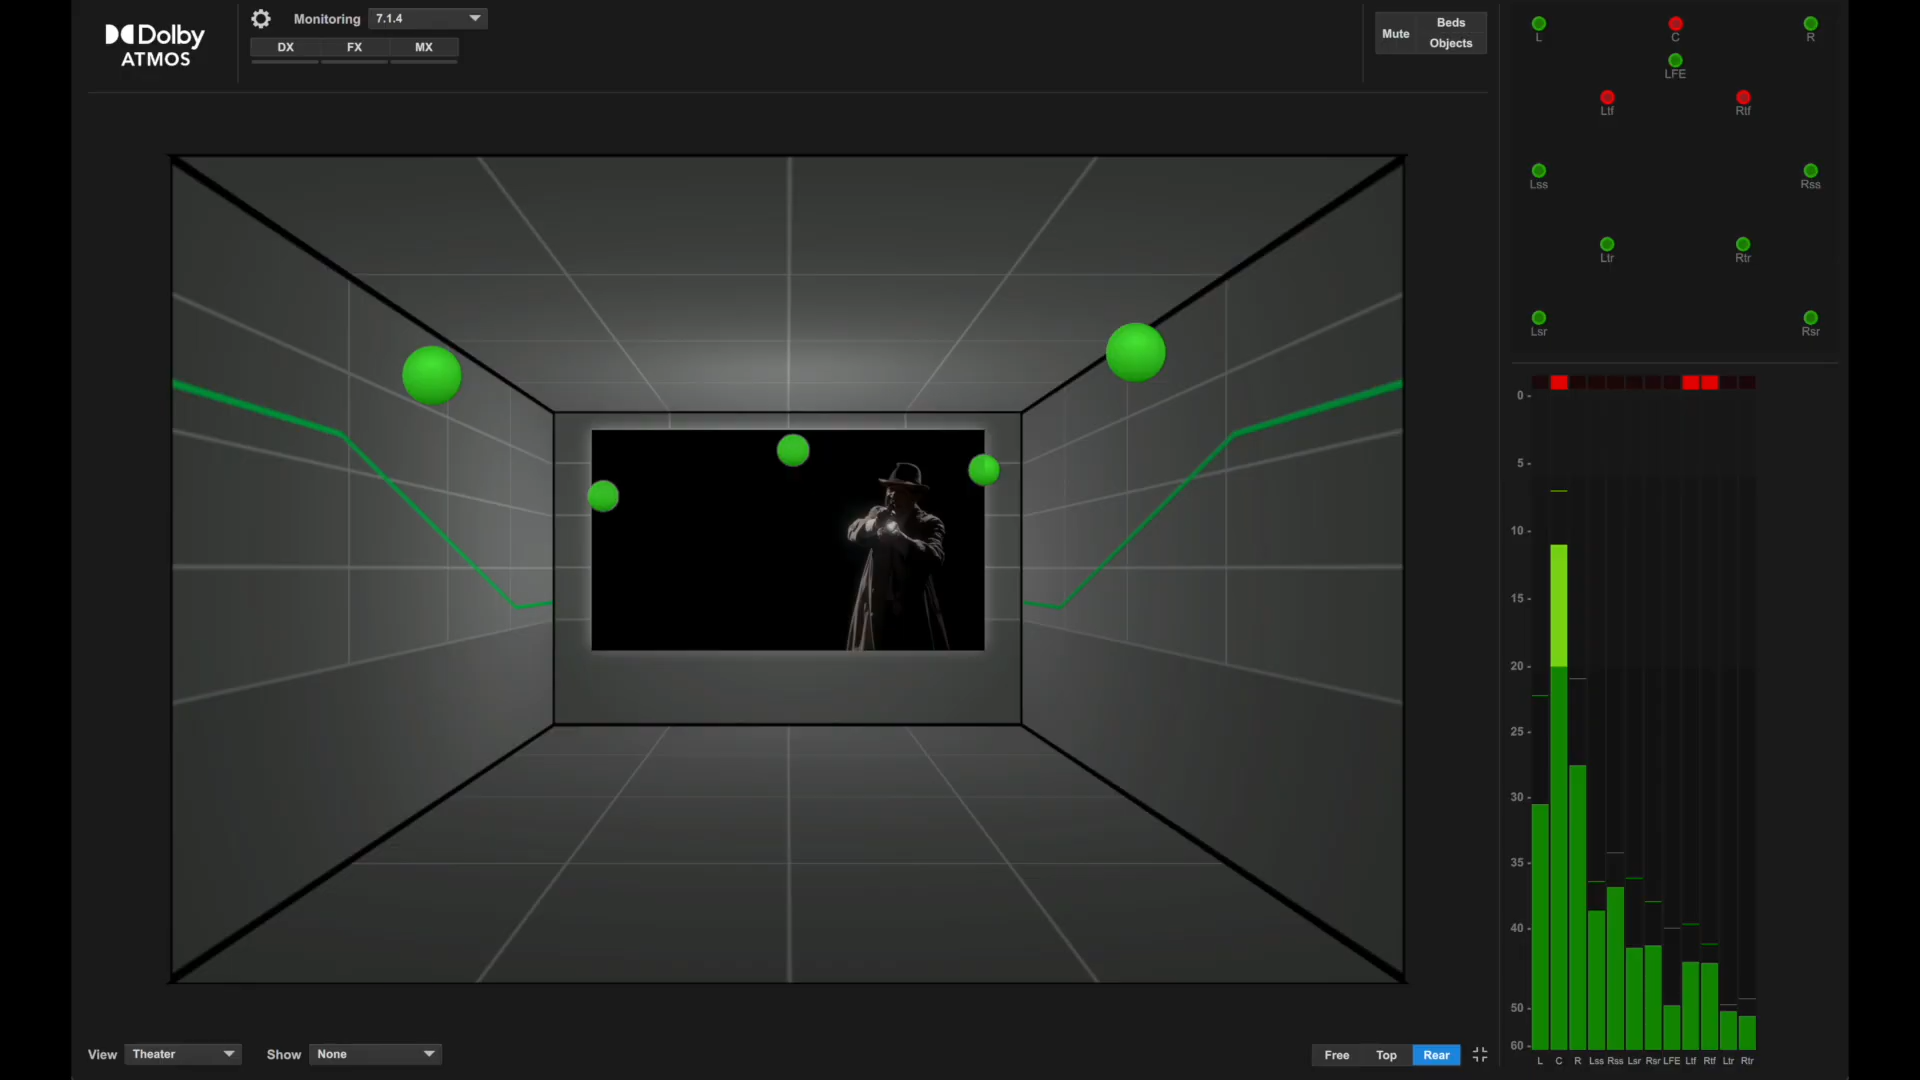 Dolby
ATMOS
Monitoring 7.1.4
DX FX MX
Mute
Beds
Objects
L C R
LFE
Ltf Rtf
Lss Rss
Ltr Rtr
Lsr Rsr
0 -
5 -
10 -
15 -
20 -
25 -
30 -
35 -
40 -
50 -
60 -
L C R Lss Rss Lsr Rsr LFE Ltf Rtf Ltr Rtr
View Theater Show None
Free Top Rear